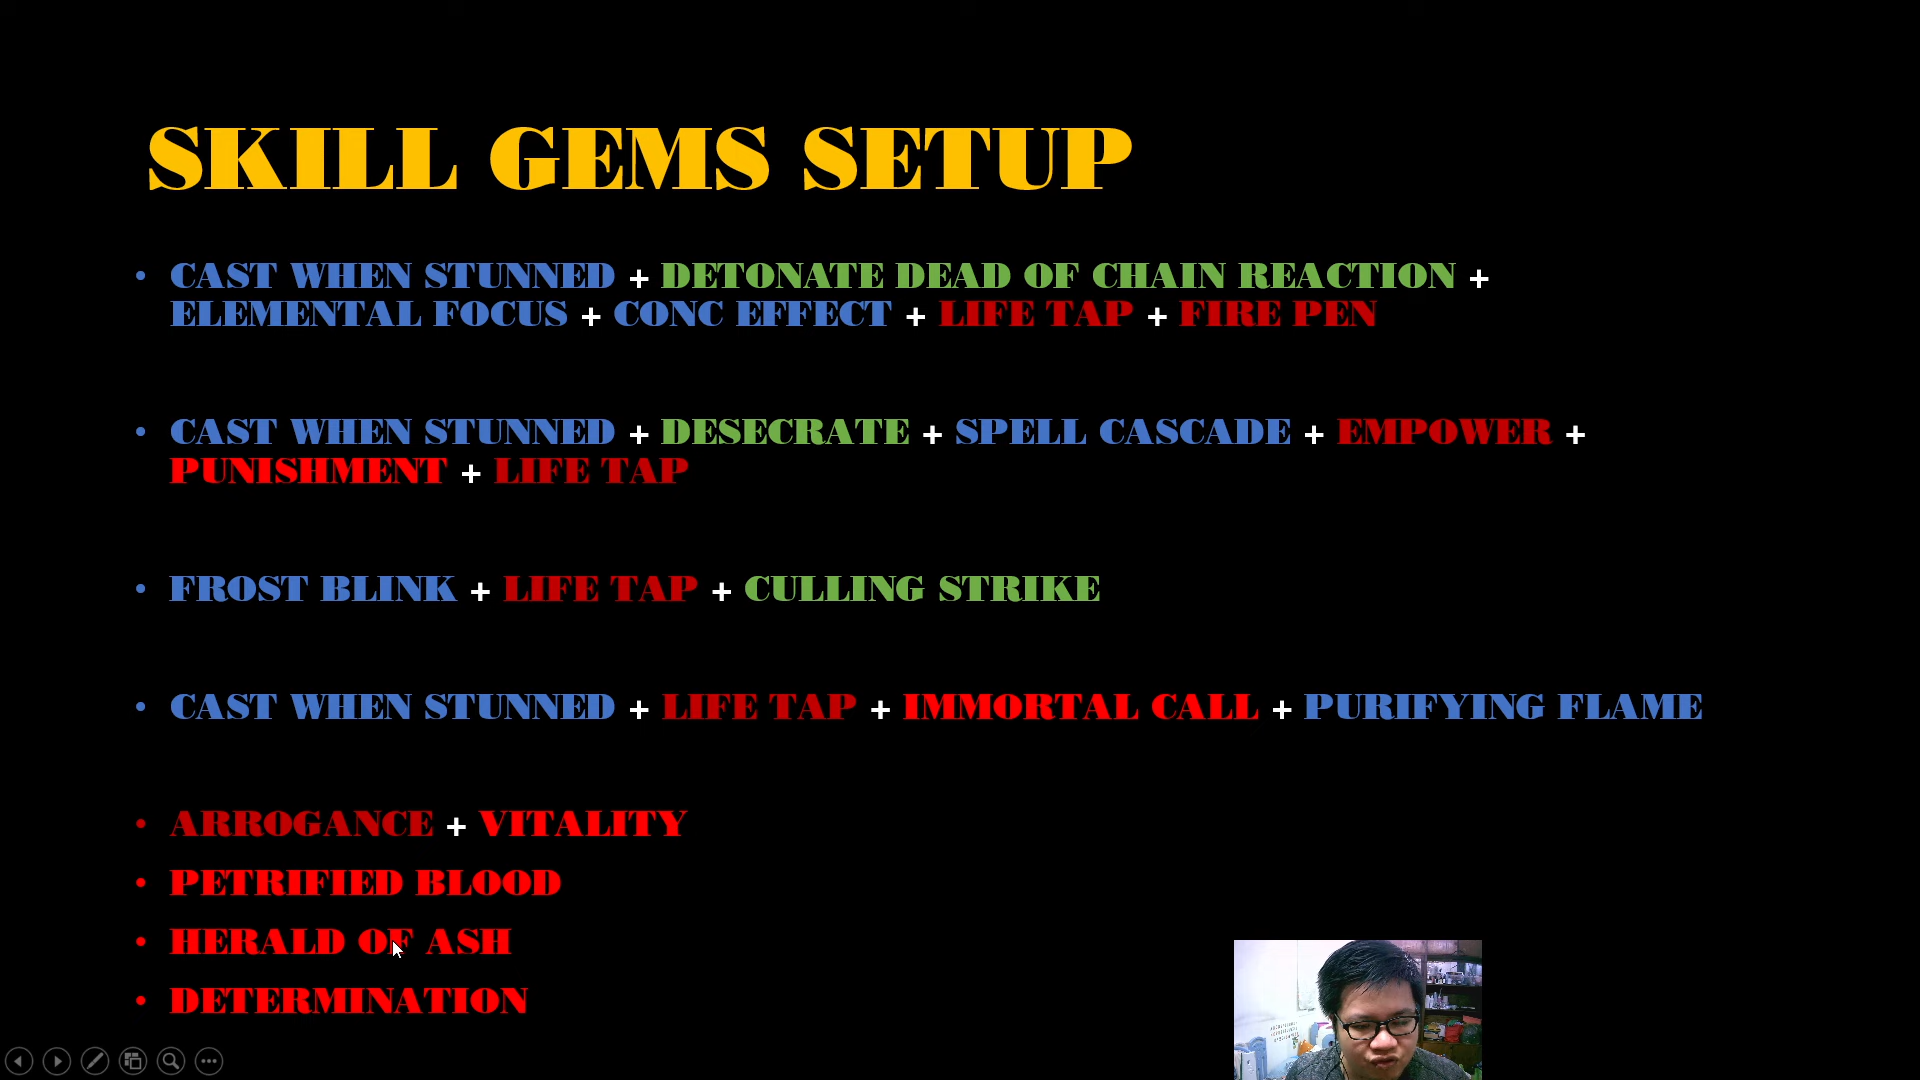 SKILL GEMS SETUP
• CAST WHEN STUNNED + DETONATE DEAD OF CHAIN REACTION +
ELEMENTAL FOCUS + CONC EFFECT + LIFE TAP + FIRE PEN
• CAST WHEN STUNNED + DESECRATE + SPELL CASCADE + EMPOWER +
PUNISHMENT + LIFE TAP
• FROST BLINK + LIFE TAP + CULLING STRIKE
• CAST WHEN STUNNED + LIFE TAP + IMMORTAL CALL + PURIFYING FLAME
• ARROGANCE + VITALITY
• PETRIFIED BLOOD
• HERALD OF ASH
• DETERMINATION